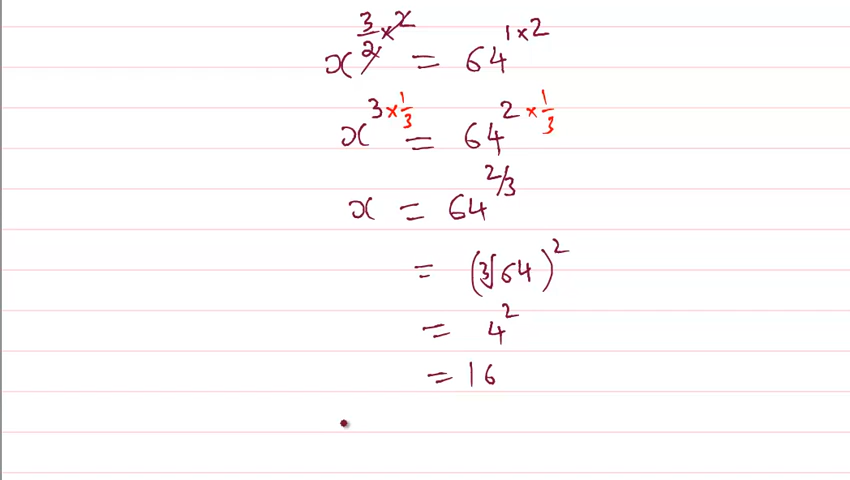 x^(3/2 × 2) = 64^(1×2)
x^(3 × 1/3) = 64^(2 × 1/3)
x = 64^(2/3)
= (∛64)^2
= 4^2
= 16